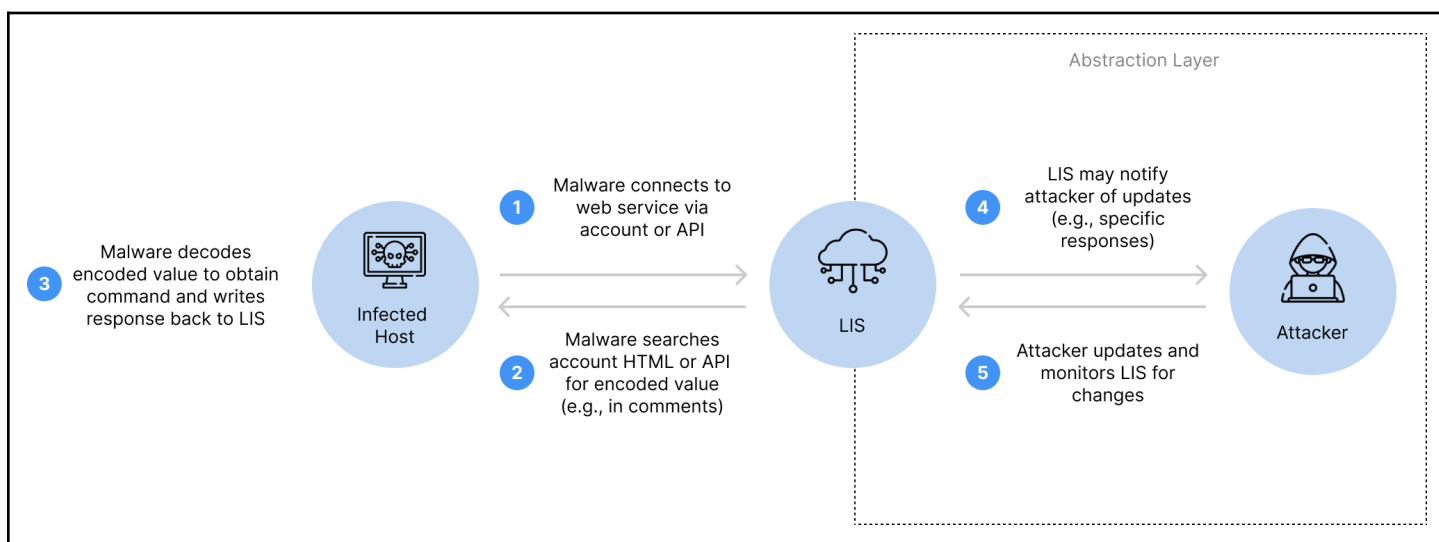 Abstraction Layer
1
Malware connects to
web service via
account or API
4
LIS may notify
attacker of updates
(e.g., specific
responses)
3
Malware decodes
encoded value to obtain
command and writes
response back to LIS
Infected
Host
LIS
Attacker
2
Malware searches
account HTML or API
for encoded value
(e.g., in comments)
5
Attacker updates and
monitors LIS for
changes